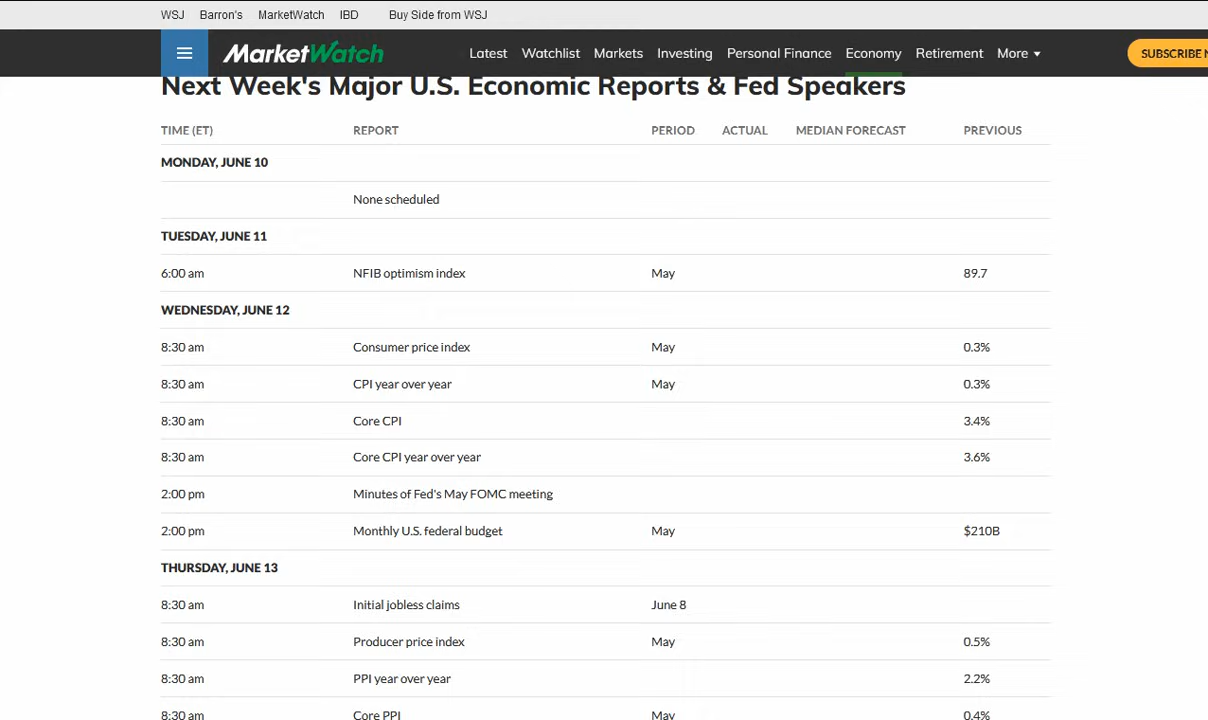 WSJ Barron's MarketWatch IBD Buy Side from WSJ
MarketWatch Latest Watchlist Markets Investing Personal Finance Economy Retirement More SUBSCRIBE
Next Week's Major U.S. Economic Reports & Fed Speakers
TIME (ET) REPORT PERIOD ACTUAL MEDIAN FORECAST PREVIOUS
MONDAY, JUNE 10
None scheduled
TUESDAY, JUNE 11
6:00 am NFIB optimism index May 89.7
WEDNESDAY, JUNE 12
8:30 am Consumer price index May 0.3%
8:30 am CPI year over year May 0.3%
8:30 am Core CPI 3.4%
8:30 am Core CPI year over year 3.6%
2:00 pm Minutes of Fed's May FOMC meeting
2:00 pm Monthly U.S. federal budget May $210B
THURSDAY, JUNE 13
8:30 am Initial jobless claims June 8
8:30 am Producer price index May 0.5%
8:30 am PPI year over year 2.2%
8:30 am Core PPI May 0.4%